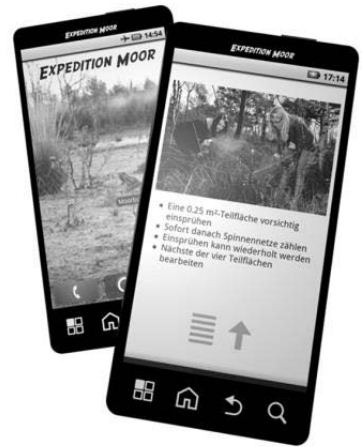 EXPEDITION MOOR
14:54
EXPEDITION MOOR
EXPEDITION MOOR
17:14
• Eine 0.25 m²-Teilfläche vorsichtig
einsprühen
• Sofort danach Spinnennetze zählen
• Einsprühen kann wiederholt werden
• Nächste der vier Teilflächen
bearbeiten